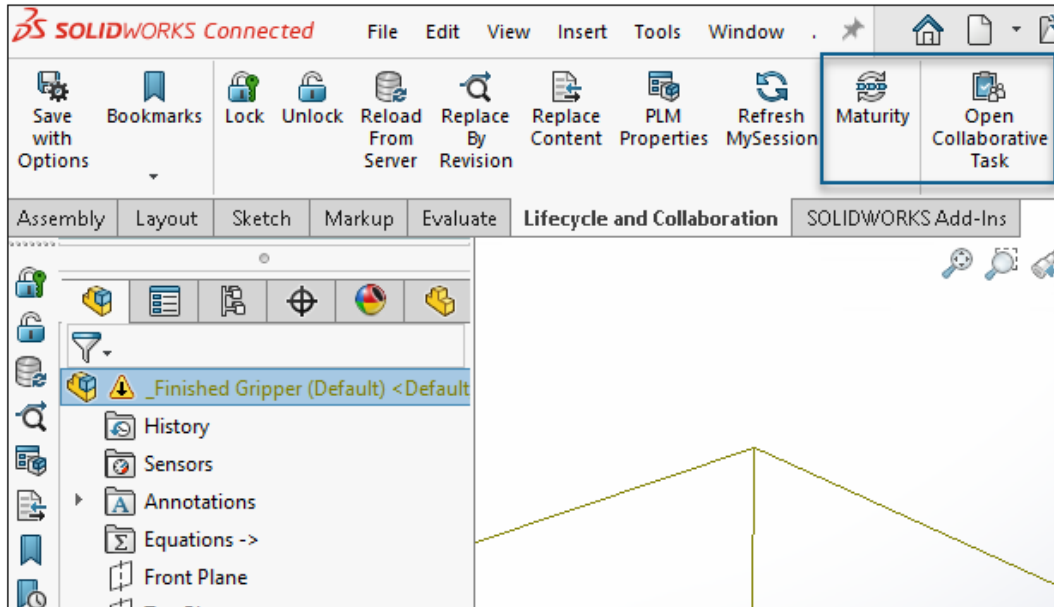 SOLIDWORKS Connected File Edit View Insert Tools Window .
Save with Options
Bookmarks
Lock
Unlock
Reload From Server
Replace By Revision
Replace Content
PLM Properties
Refresh MySession
Maturity
Open Collaborative Task
Assembly Layout Sketch Markup Evaluate Lifecycle and Collaboration SOLIDWORKS Add-Ins
_Finished Gripper (Default) <Default
History
Sensors
Annotations
Equations ->
Front Plane